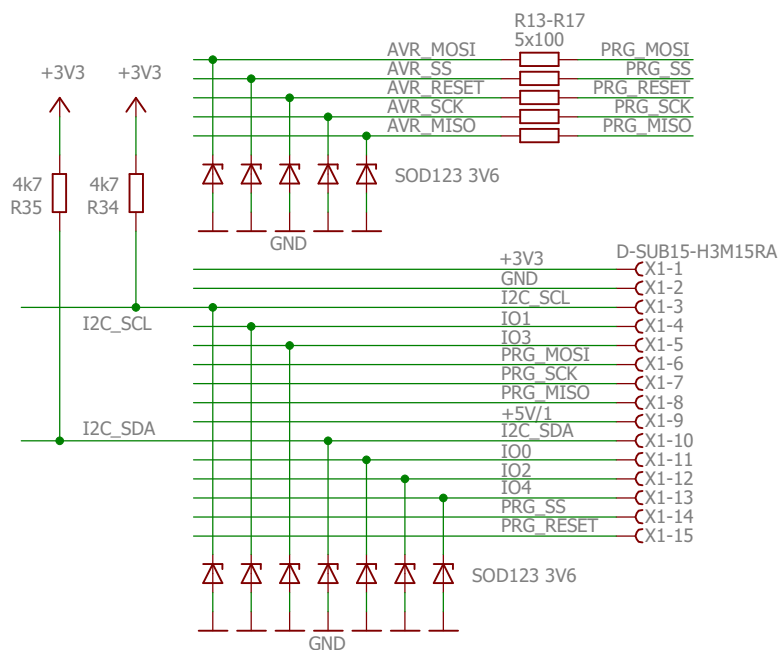 R13-R17
5x100
AVR_MOSI PRG_MOSI
+3V3 +3V3 AVR_SS PRG_SS
AVR_RESET PRG_RESET
AVR_SCK PRG_SCK
AVR_MISO PRG_MISO
4k7 4k7 SOD123 3V6
R35 R34
GND
D-SUB15-H3M15RA
+3V3 X1-1
GND X1-2
I2C_SCL X1-3
I2C_SCL
IO1 X1-4
IO3 X1-5
PRG_MOSI X1-6
PRG_SCK X1-7
PRG_MISO X1-8
+5V/1 X1-9
I2C_SDA I2C_SDA X1-10
IO0 X1-11
IO2 X1-12
IO4 X1-13
PRG_SS X1-14
PRG_RESET X1-15
SOD123 3V6
GND